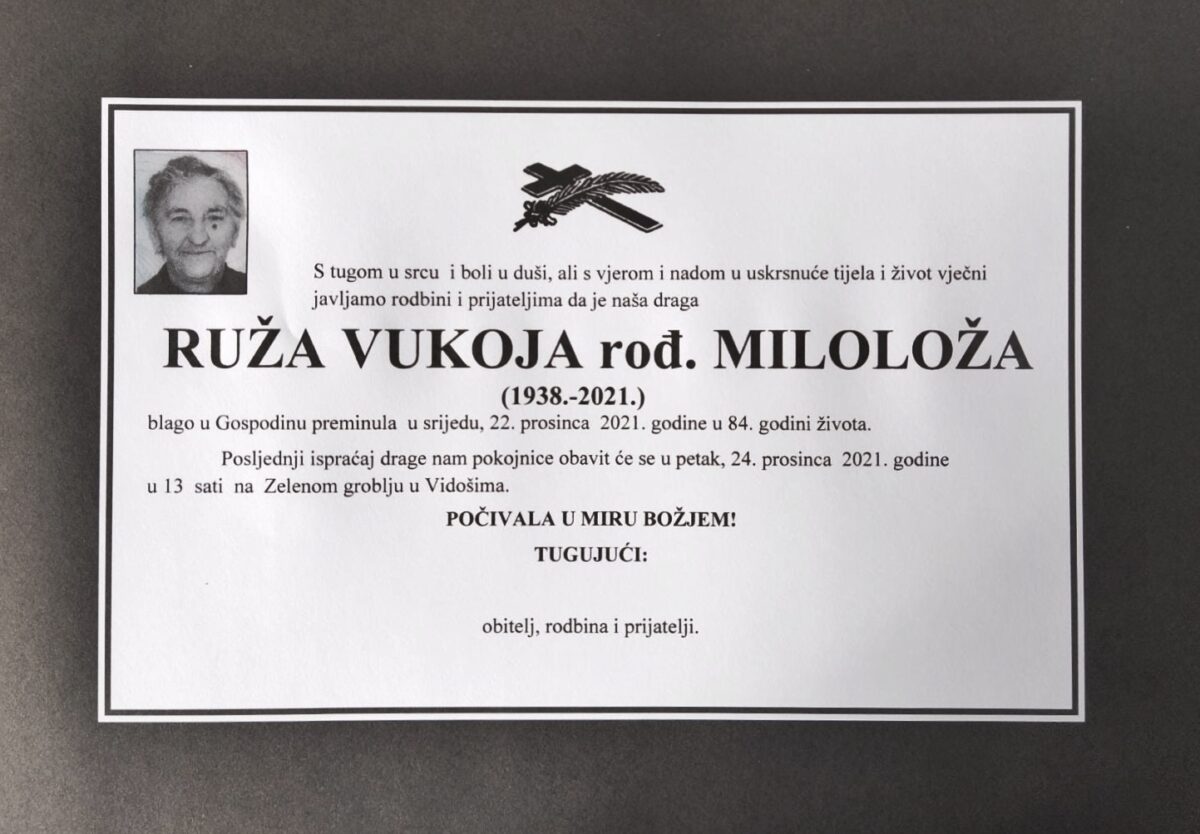 S tugom u srcu i boli u duši, ali s vjerom i nadom u uskrsnuće tijela i život vječni
javljamo rodbini i prijateljima da je naša draga
RUŽA VUKOJA rođ. MILOLOŽA
(1938.-2021.)
blago u Gospodinu preminula u srijedu, 22. prosinca 2021. godine u 84. godini života.
Posljednji ispraćaj drage nam pokojnice obavit će se u petak, 24. prosinca 2021. godine
u 13 sati na Zelenom groblju u Vidošima.
POČIVALA U MIRU BOŽJEM!
TUGUJUĆI:
obitelj, rodbina i prijatelji.